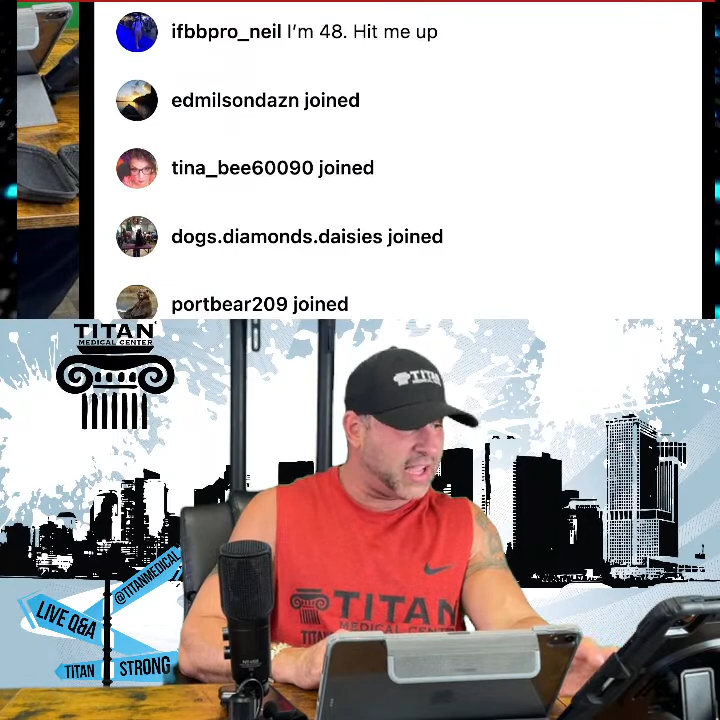 ifbbpro_neil I'm 48. Hit me up
edmilsondazn joined
tina_bee60090 joined
dogs.diamonds.daisies joined
portbear209 joined
TITAN
MEDICAL CENTER
TITAN
@TITANMEDICAL
LIVE Q&A
TITAN
STRONG
TITAN
MEDICAL CENTER
TITAN